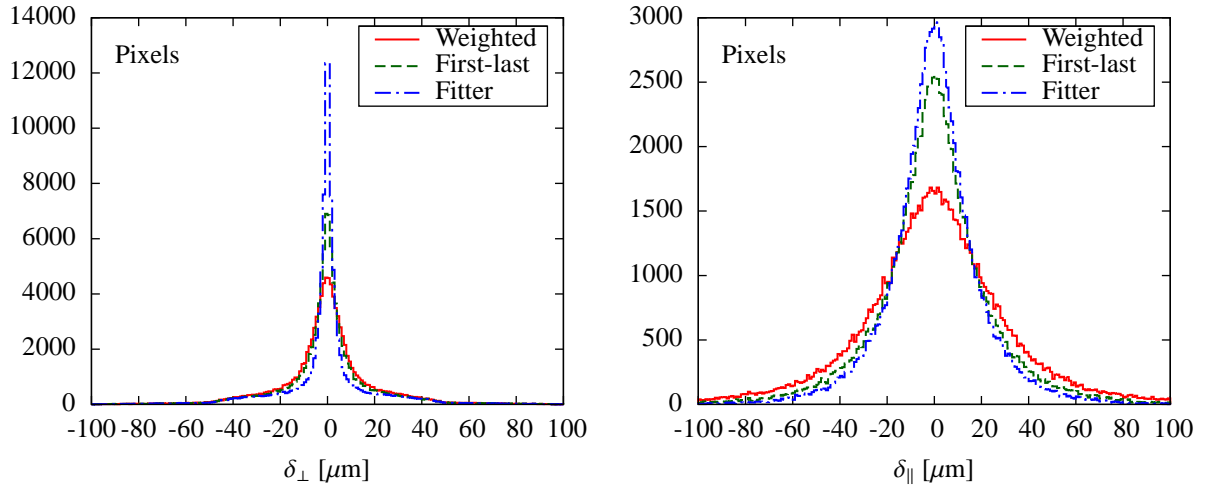 14000
12000
10000
8000
6000
4000
2000
0
-100 -80 -60 -40 -20 0 20 40 60 80 100
δ⊥ [μm]
Pixels
Weighted
First-last
Fitter
3000
2500
2000
1500
1000
500
0
-100 -80 -60 -40 -20 0 20 40 60 80 100
δ∥ [μm]
Pixels
Weighted
First-last
Fitter